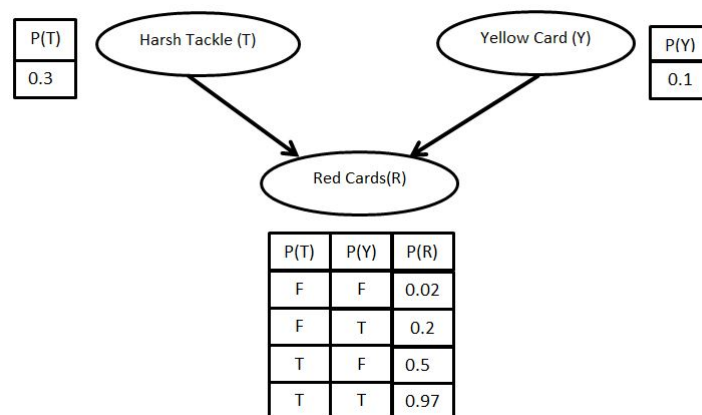 P(T)
0.3
Harsh Tackle (T)
Yellow Card (Y)
P(Y)
0.1
Red Cards(R)
P(T) P(Y) P(R)
F F 0.02
F T 0.2
T F 0.5
T T 0.97